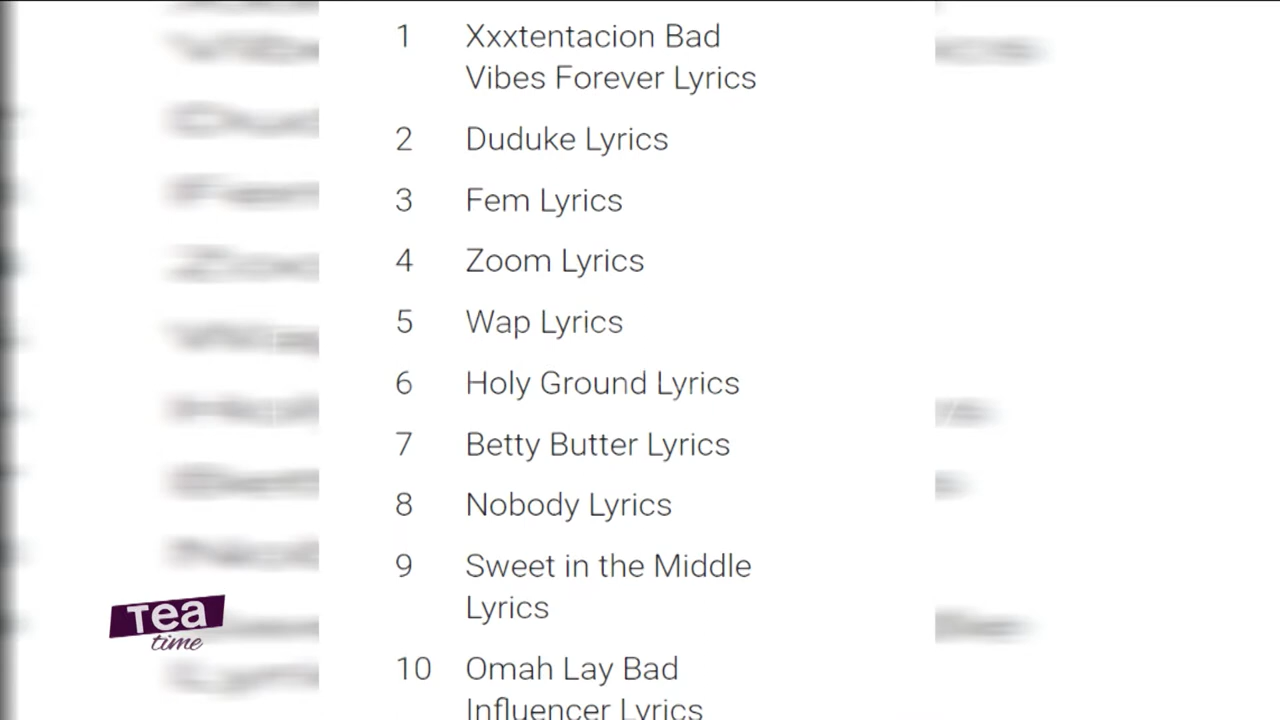 1 Xxxtentacion Bad
Vibes Forever Lyrics
2 Duduke Lyrics
3 Fem Lyrics
4 Zoom Lyrics
5 Wap Lyrics
6 Holy Ground Lyrics
7 Betty Butter Lyrics
8 Nobody Lyrics
9 Sweet in the Middle
Lyrics
10 Omah Lay Bad
Influencer Lyrics
Tea
time